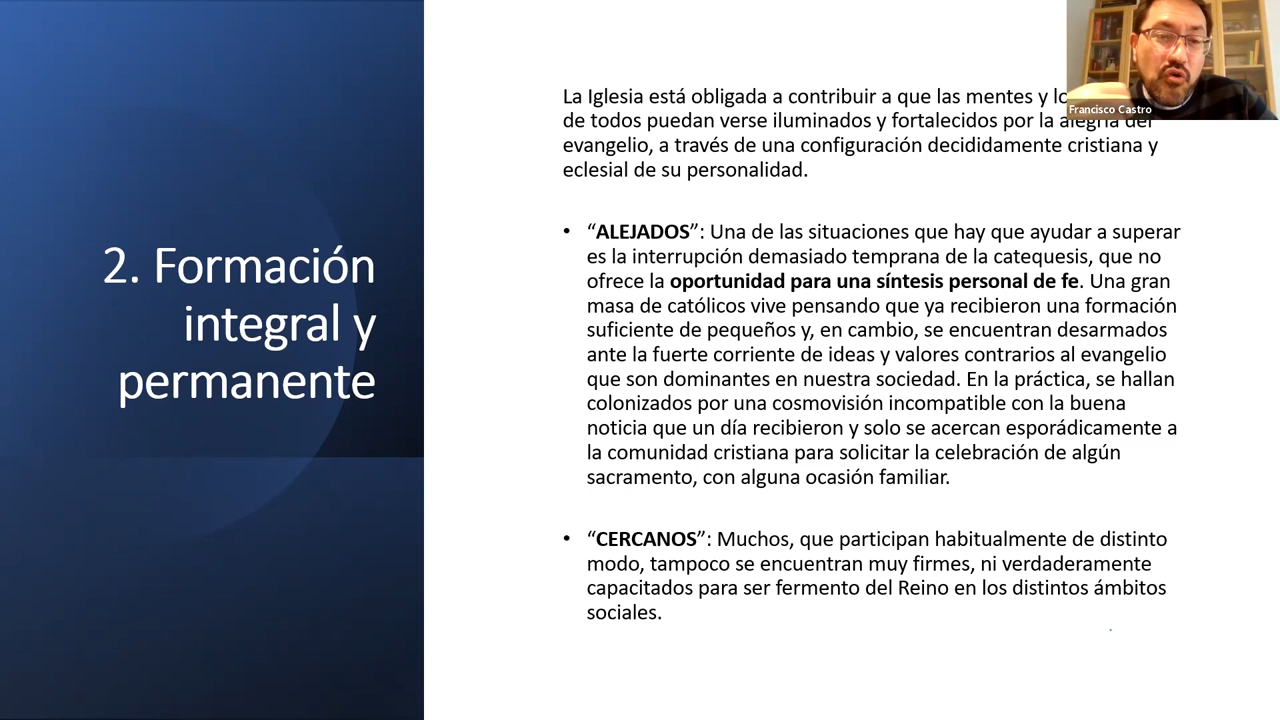 2. Formación
integral y
permanente
La Iglesia está obligada a contribuir a que las mentes y
de todos puedan verse iluminados y fortalecidos por la alegría del
evangelio, a través de una configuración decididamente cristiana y
eclesial de su personalidad.
• “ALEJADOS”: Una de las situaciones que hay que ayudar a superar
es la interrupción demasiado temprana de la catequesis, que no
ofrece la oportunidad para una síntesis personal de fe. Una gran
masa de católicos vive pensando que ya recibieron una formación
suficiente de pequeños y, en cambio, se encuentran desarmados
ante la fuerte corriente de ideas y valores contrarios al evangelio
que son dominantes en nuestra sociedad. En la práctica, se hallan
colonizados por una cosmovisión incompatible con la buena
noticia que un día recibieron y solo se acercan esporádicamente a
la comunidad cristiana para solicitar la celebración de algún
sacramento, con alguna ocasión familiar.
• “CERCANOS”: Muchos, que participan habitualmente de distinto
modo, tampoco se encuentran muy firmes, ni verdaderamente
capacitados para ser fermento del Reino en los distintos ámbitos
sociales.
Francisco Castro